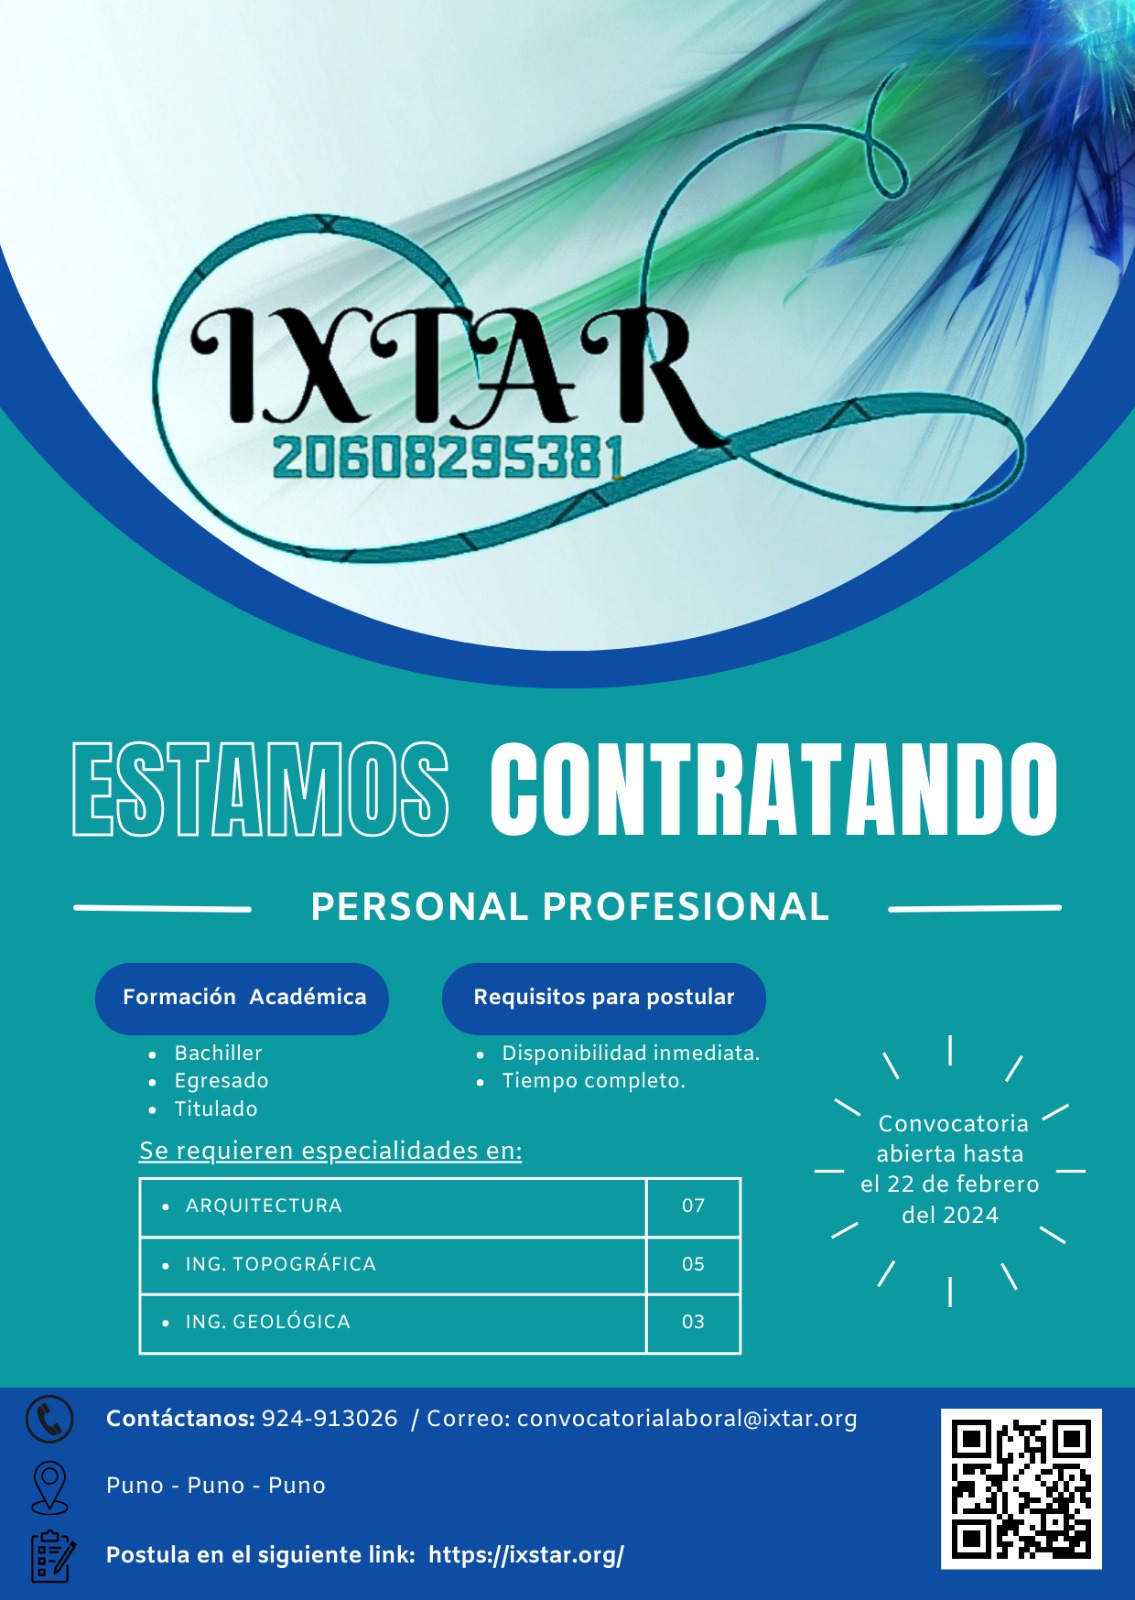 IXTAR
20608295381
ESTAMOS CONTRATANDO
PERSONAL PROFESIONAL
Formación Académica
• Bachiller
• Egresado
• Titulado
Requisitos para postular
• Disponibilidad inmediata.
• Tiempo completo.
Se requieren especialidades en:
• ARQUITECTURA 07
• ING. TOPOGRÁFICA 05
• ING. GEOLÓGICA 03
Convocatoria
abierta hasta
el 22 de febrero
del 2024
Contáctanos: 924-913026 / Correo: convocatorialaboral@ixtar.org
Puno - Puno - Puno
Postula en el siguiente link: https://ixstar.org/